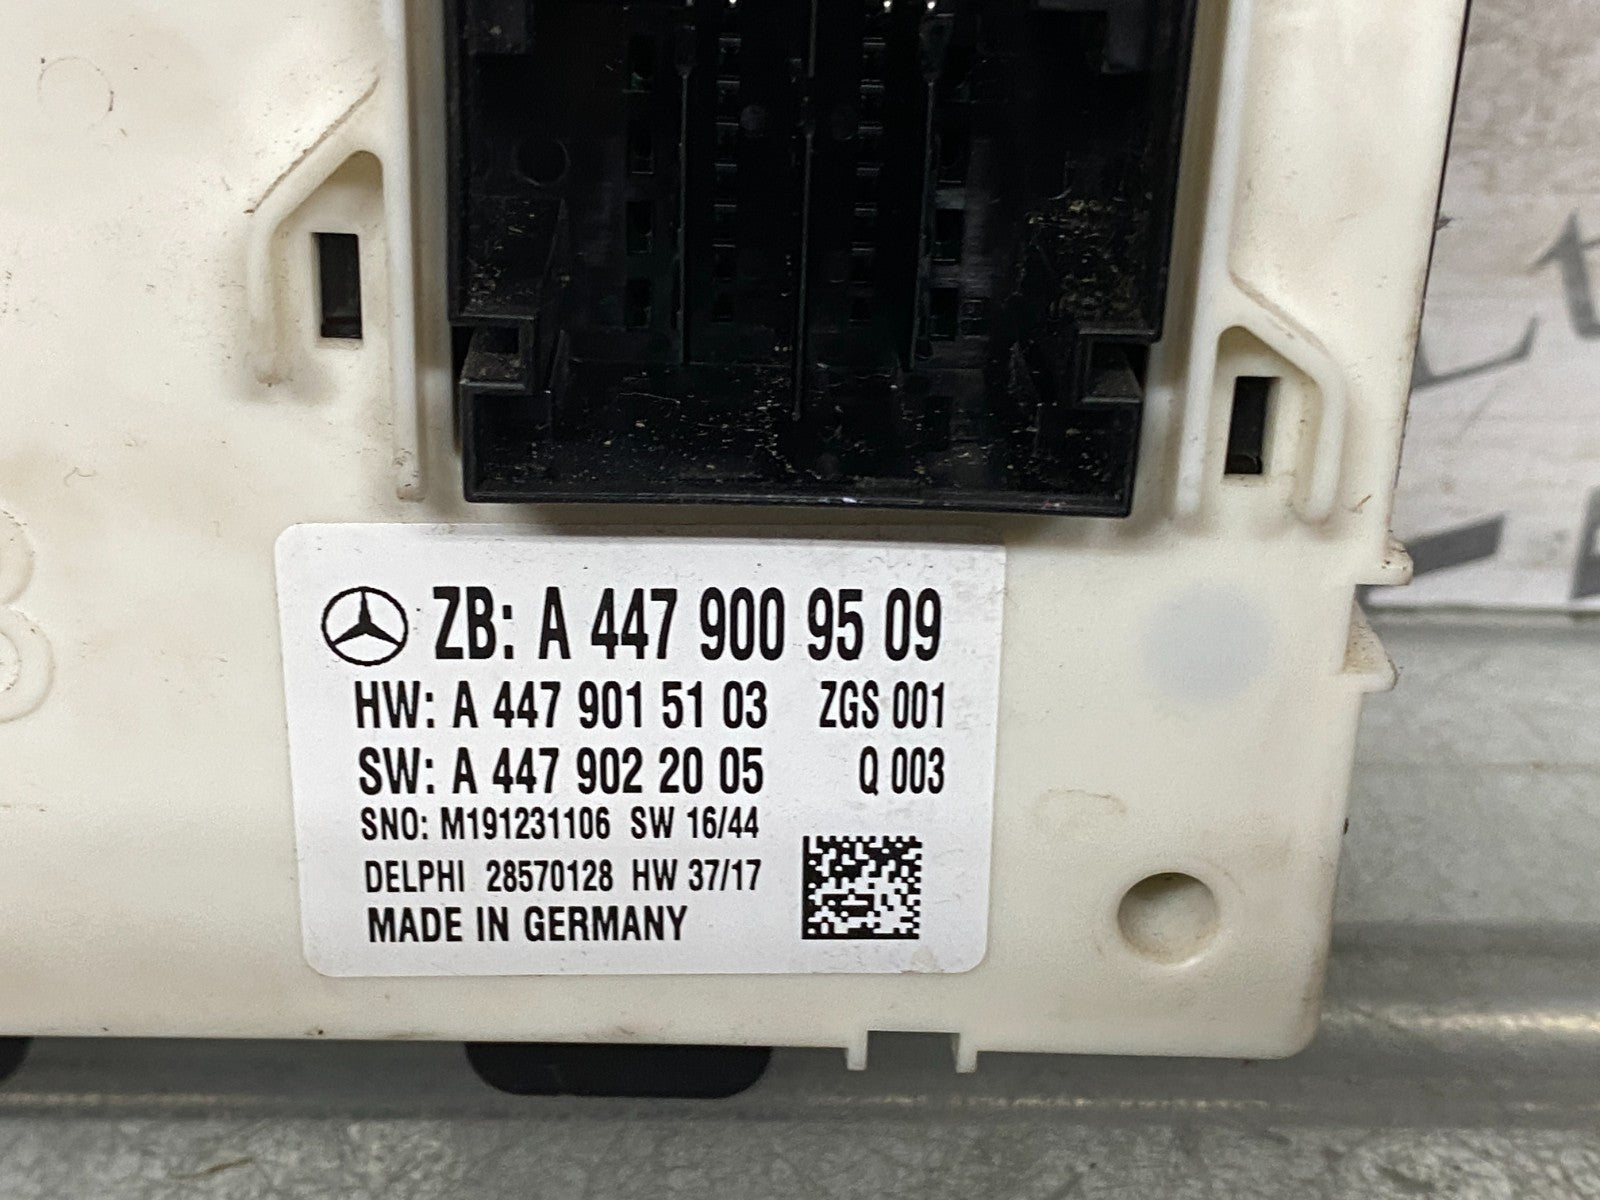 ZB: A 447 900 95 09
HW: A 447 901 51 03 ZGS 001
SW: A 447 902 20 05 Q 003
SNO: M191231106 SW 16/44
DELPHI 28570128 HW 37/17
MADE IN GERMANY